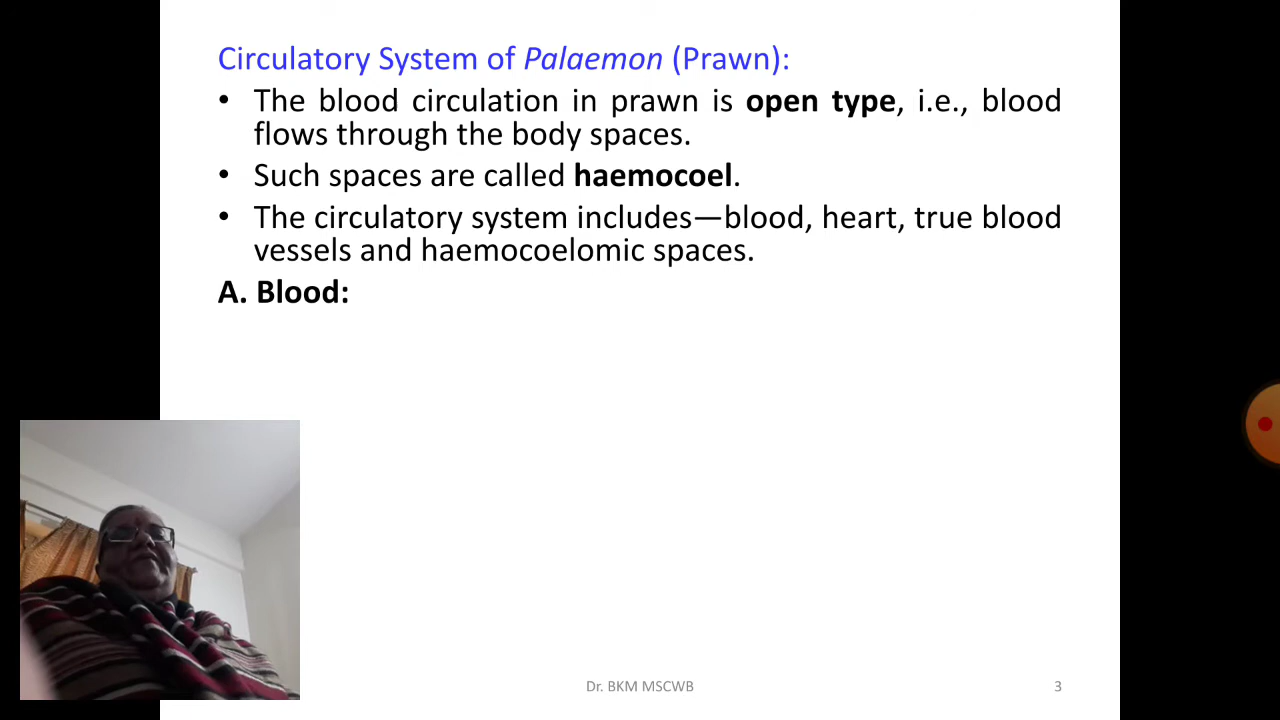 Circulatory System of Palaemon (Prawn):
• The blood circulation in prawn is open type, i.e., blood
flows through the body spaces.
• Such spaces are called haemocoel.
• The circulatory system includes—blood, heart, true blood
vessels and haemocoelomic spaces.
A. Blood:
Dr. BKM MSCWB
3